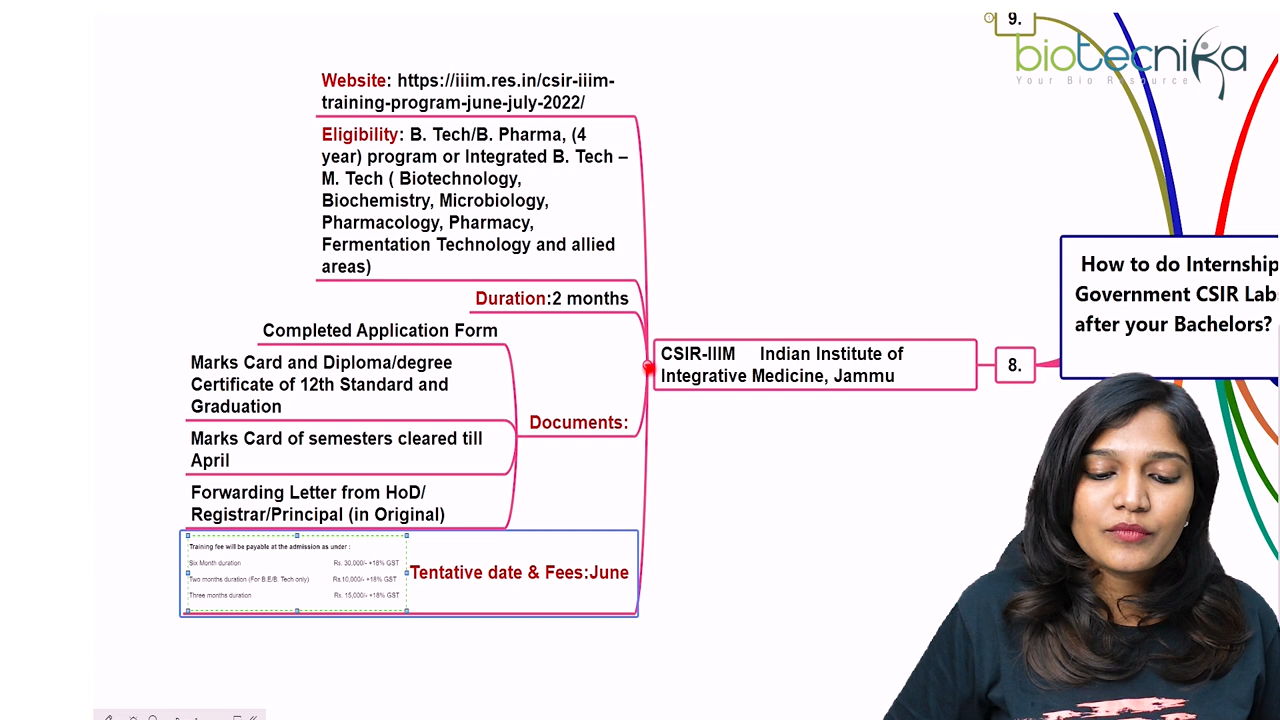 9.
biotecnika
Your Bio Resource
Website: https://iiim.res.in/csir-iiim-
training-program-june-july-2022/
Eligibility: B. Tech/B. Pharma, (4
year) program or Integrated B. Tech –
M. Tech ( Biotechnology,
Biochemistry, Microbiology,
Pharmacology, Pharmacy,
Fermentation Technology and allied
areas)
Duration:2 months
Completed Application Form
Marks Card and Diploma/degree
Certificate of 12th Standard and
Graduation
Marks Card of semesters cleared till
April
Forwarding Letter from HoD/
Registrar/Principal (in Original)
Documents:
Training fee will be payable at the admission as under :
Six Month duration Rs. 30,000/- +18% GST
Two months duration (For B.E/B. Tech only) Rs.10,000/- +18% GST
Three months duration Rs. 15,000/- +18% GST
Tentative date & Fees:June
CSIR-IIIM Indian Institute of
Integrative Medicine, Jammu
8.
How to do Internship
Government CSIR Lab
after your Bachelors?